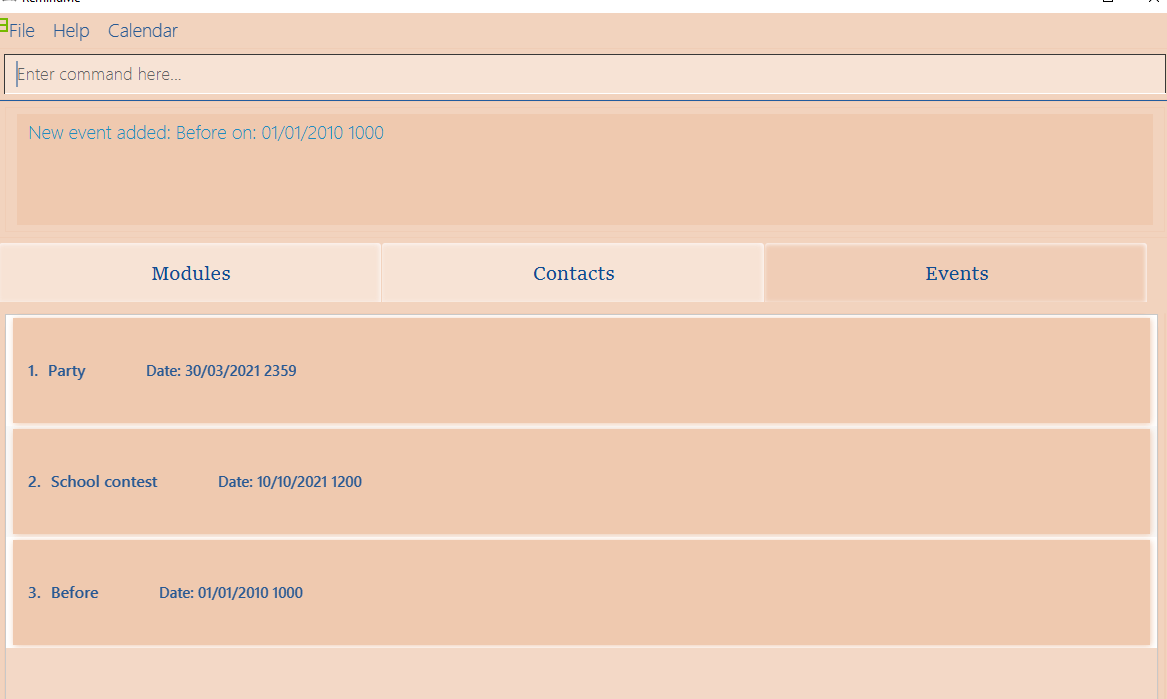 RemindMe
File Help Calendar
Enter command here...
New event added: Before on: 01/01/2010 1000
Modules Contacts Events
1. Party Date: 30/03/2021 2359
2. School contest Date: 10/10/2021 1200
3. Before Date: 01/01/2010 1000